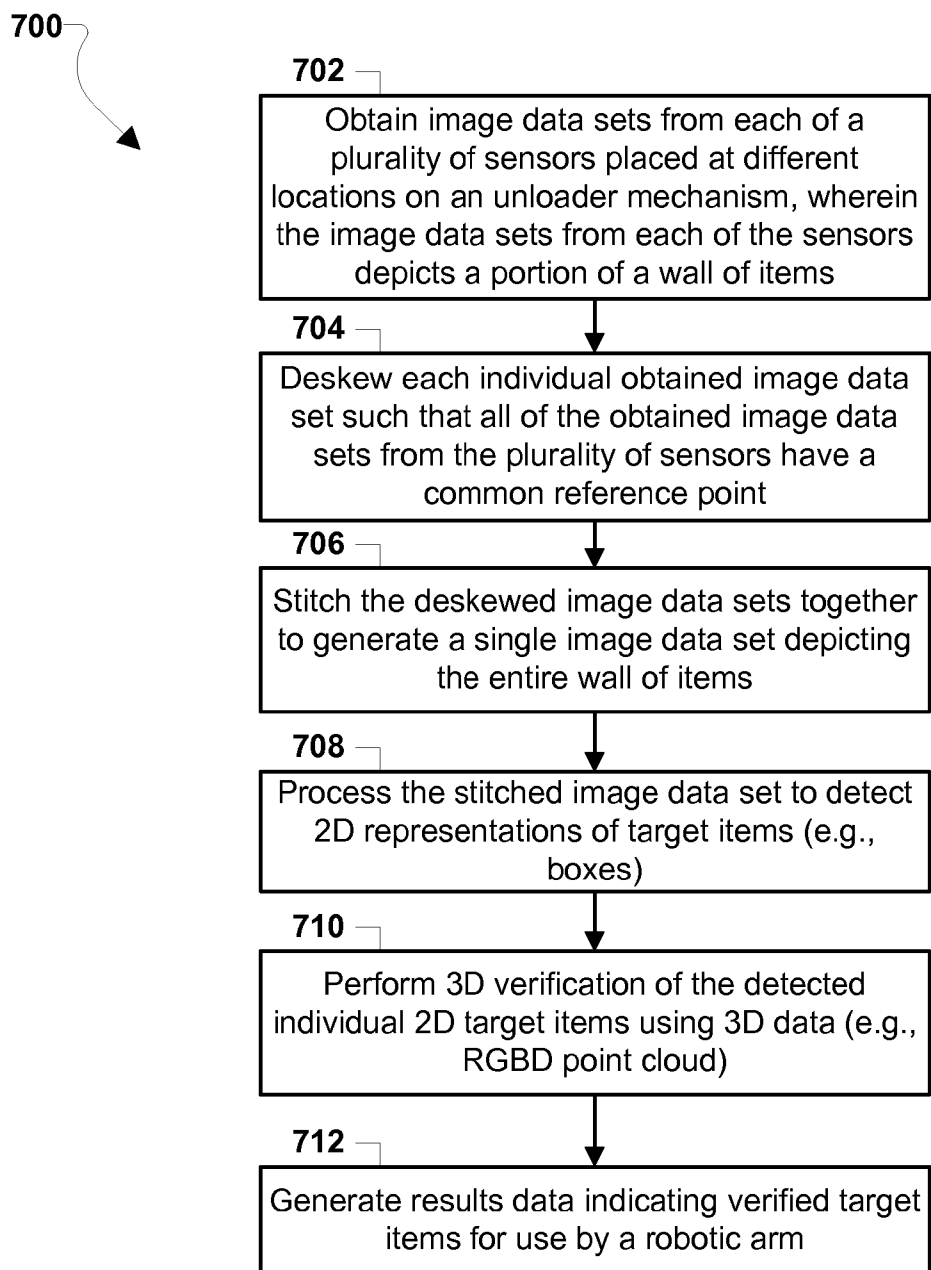 700
702
Obtain image data sets from each of a
plurality of sensors placed at different
locations on an unloader mechanism, wherein
the image data sets from each of the sensors
depicts a portion of a wall of items
704
Deskew each individual obtained image data
set such that all of the obtained image data
sets from the plurality of sensors have a
common reference point
706
Stitch the deskewed image data sets together
to generate a single image data set depicting
the entire wall of items
708
Process the stitched image data set to detect
2D representations of target items (e.g.,
boxes)
710
Perform 3D verification of the detected
individual 2D target items using 3D data (e.g.,
RGBD point cloud)
712
Generate results data indicating verified target
items for use by a robotic arm